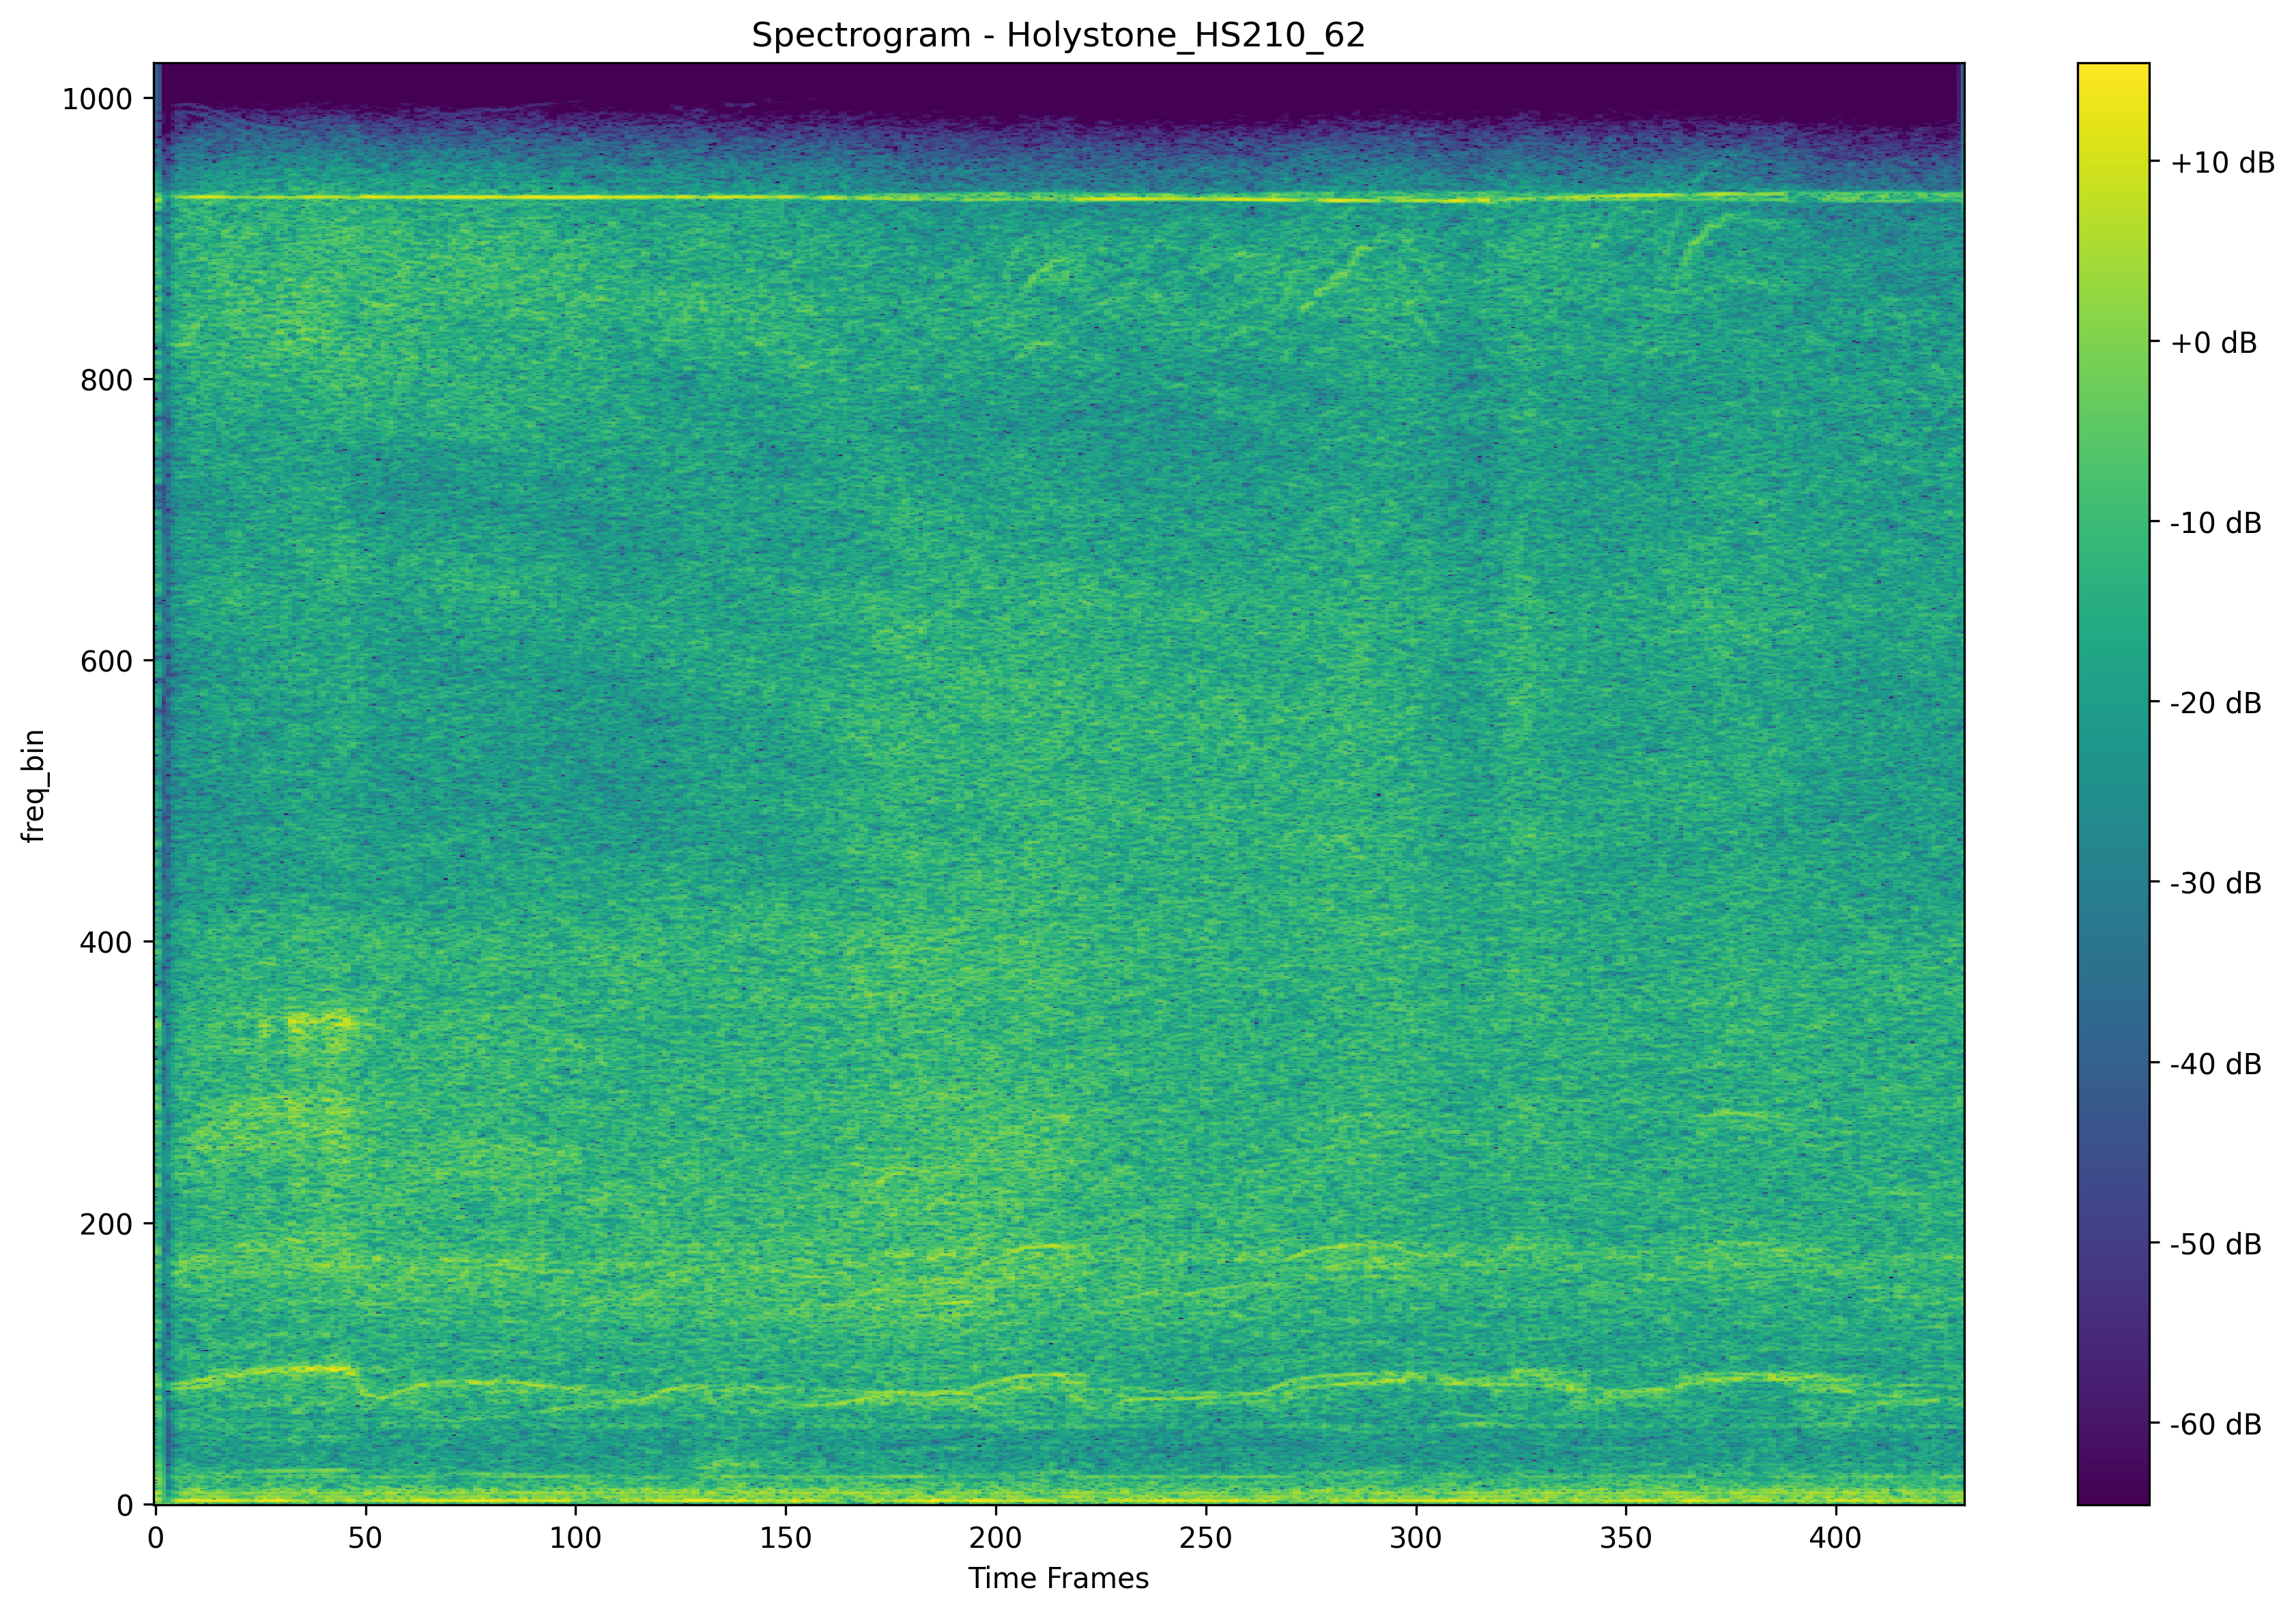 Spectrogram - Holystone_HS210_62
1000
800
600
400
200
0
freq_bin
0 50 100 150 200 250 300 350 400
Time Frames
+10 dB
+0 dB
-10 dB
-20 dB
-30 dB
-40 dB
-50 dB
-60 dB